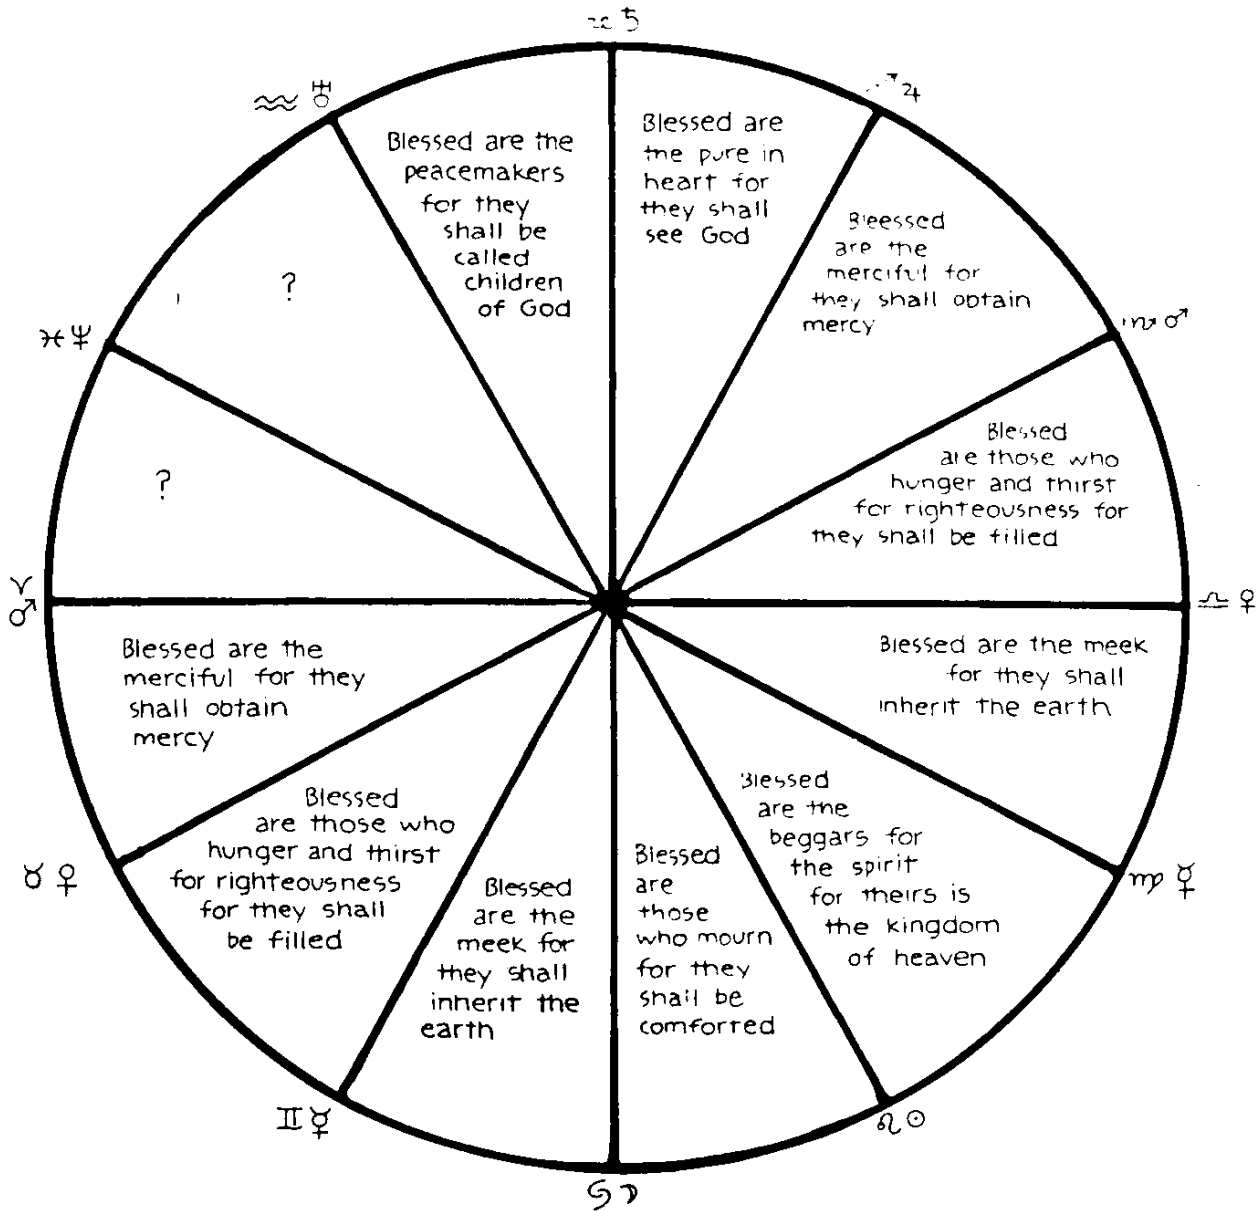 ♄
♃
♒ ♅
Blessed are the
peacemakers
for they
shall be
called
children
of God
Blessed are
the pure in
heart for
they shall
see God
Bleessed
are the
merciful for
they shall obtain
mercy
?
♓ ♆
♏ ♂
Blessed
are those who
hunger and thirst
for righteousness for
they shall be filled
?
♈
♂
♎ ♀
Blessed are the
merciful for they
shall obtain
mercy
Blessed are the meek
for they shall
inherit the earth
♉ ♀
Blessed
are those who
hunger and thirst
for righteousness
for they shall
be filled
Blessed
are the
meek for
they shall
inherit the
earth
Blessed
are
those
who mourn
for they
shall be
comforted
Blessed
are the
beggars for
the spirit
for theirs is
the kingdom
of heaven
♍ ☿
♊ ☿
♌ ☉
♋ ☽